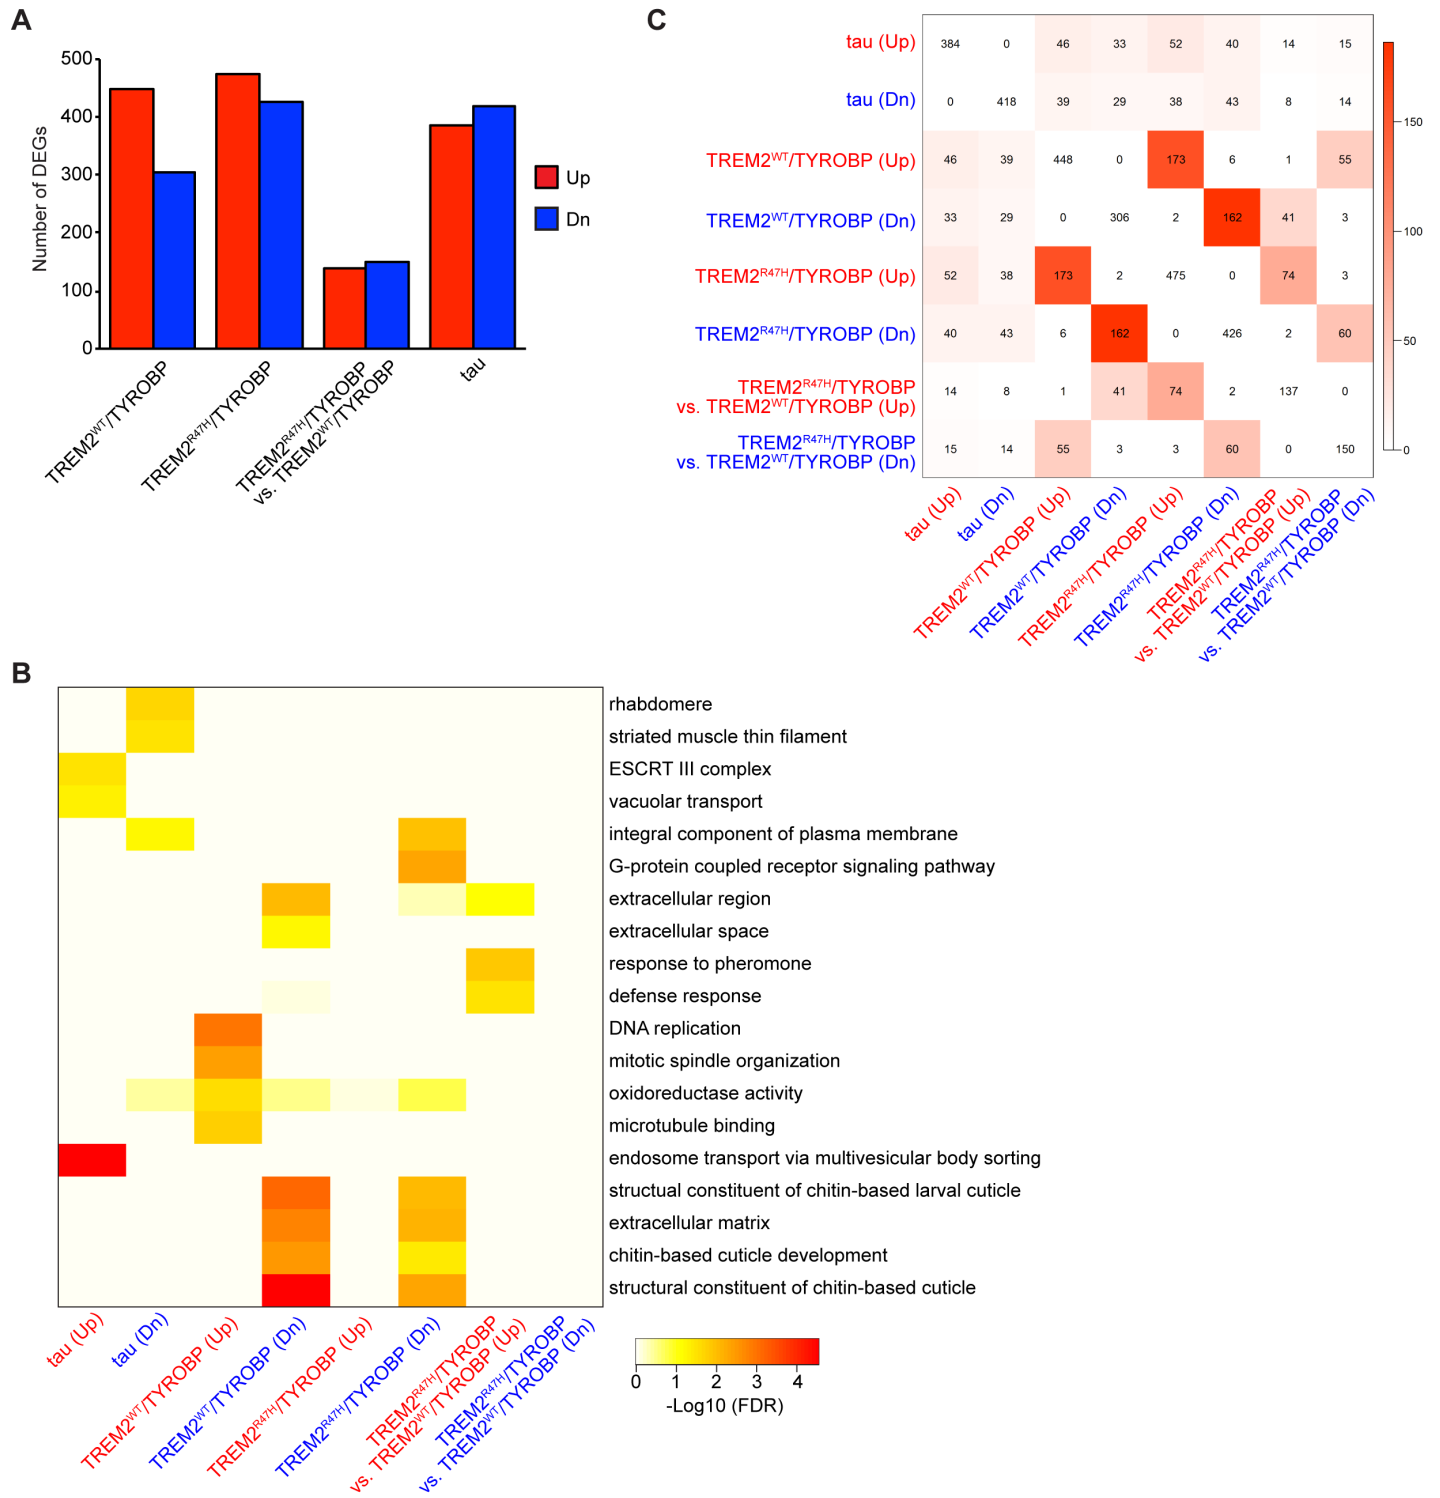 A
500
400
300
200
100
0
Number of DEGs
Up
Dn
TREM2WT/TYROBP
TREM2R47H/TYROBP
TREM2R47H/TYROBP
vs. TREM2WT/TYROBP
tau
C
tau (Up) 384 0 46 33 52 40 14 15
tau (Dn) 0 418 39 29 38 43 8 14
TREM2WT/TYROBP (Up) 46 39 448 0 173 6 1 55
TREM2WT/TYROBP (Dn) 33 29 0 306 2 162 41 3
TREM2R47H/TYROBP (Up) 52 38 173 2 475 0 74 3
TREM2R47H/TYROBP (Dn) 40 43 6 162 0 426 2 60
TREM2R47H/TYROBP
vs. TREM2WT/TYROBP (Up) 14 8 1 41 74 2 137 0
TREM2R47H/TYROBP
vs. TREM2WT/TYROBP (Dn) 15 14 55 3 3 60 0 150
150
100
50
0
tau (Up)
tau (Dn)
TREM2WT/TYROBP (Up)
TREM2WT/TYROBP (Dn)
TREM2R47H/TYROBP (Up)
TREM2R47H/TYROBP (Dn)
TREM2R47H/TYROBP
vs. TREM2WT/TYROBP (Up)
TREM2R47H/TYROBP
vs. TREM2WT/TYROBP (Dn)
B
rhabdomere
striated muscle thin filament
ESCRT III complex
vacuolar transport
integral component of plasma membrane
G-protein coupled receptor signaling pathway
extracellular region
extracellular space
response to pheromone
defense response
DNA replication
mitotic spindle organization
oxidoreductase activity
microtubule binding
endosome transport via multivesicular body sorting
structual constituent of chitin-based larval cuticle
extracellular matrix
chitin-based cuticle development
structural constituent of chitin-based cuticle
tau (Up)
tau (Dn)
TREM2WT/TYROBP (Up)
TREM2WT/TYROBP (Dn)
TREM2R47H/TYROBP (Up)
TREM2R47H/TYROBP (Dn)
TREM2R47H/TYROBP
vs. TREM2WT/TYROBP (Up)
TREM2R47H/TYROBP
vs. TREM2WT/TYROBP (Dn)
0 1 2 3 4
-Log10 (FDR)